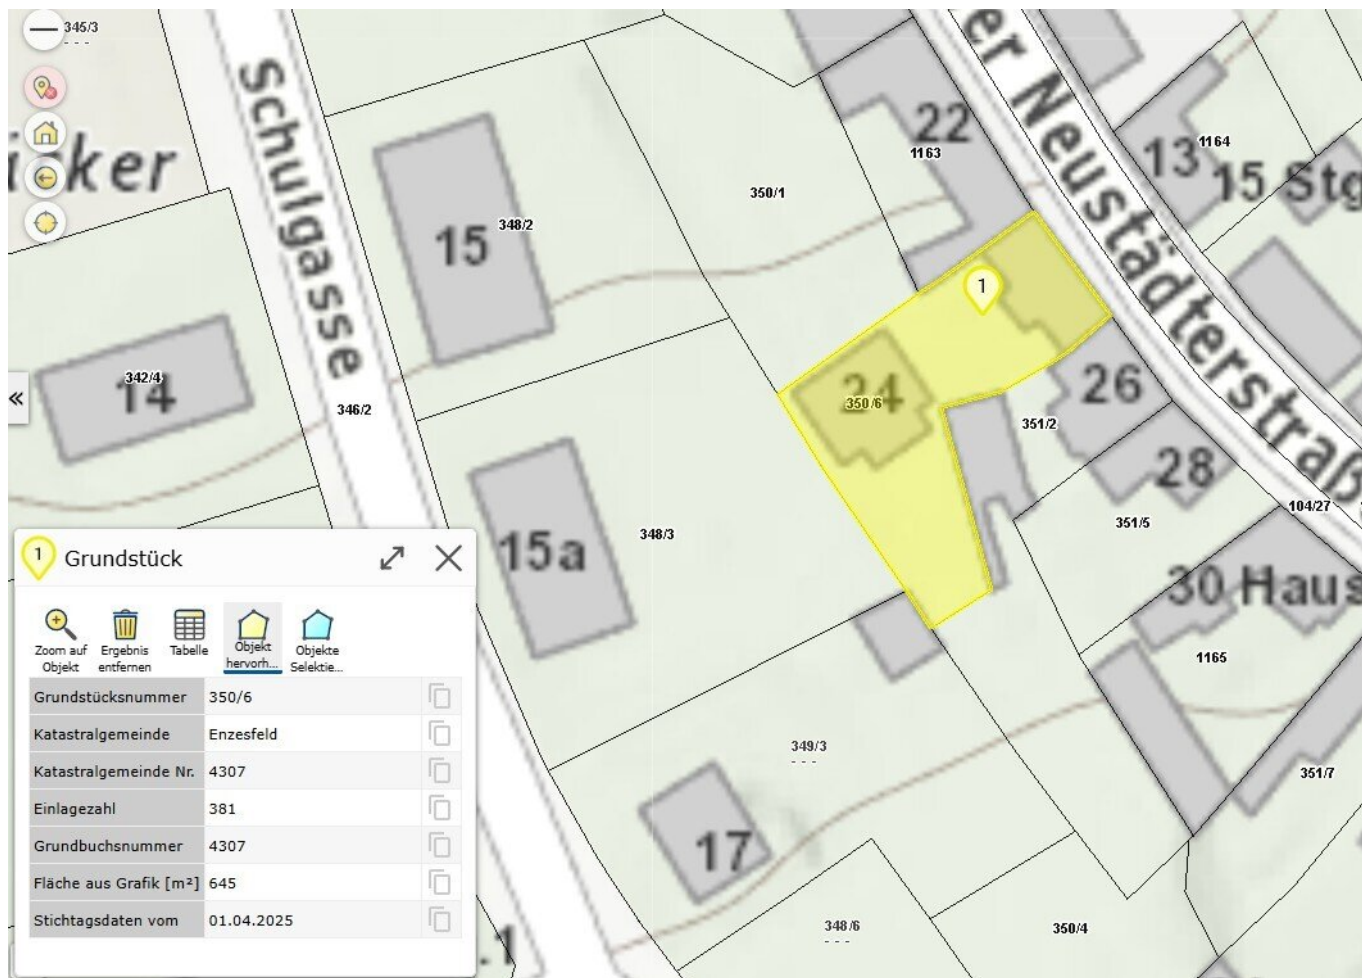 345/3
22
1163
13
1164
15 Stg
er Neustädterstraß
Schulgasse
350/1
15
348/2
1
14
342/4
24
350/6
26
346/2
351/2
28
104/27
351/5
348/3
15a
30 Haus
1165
1
Grundstück
Zoom auf Objekt
Ergebnis entfernen
Tabelle
Objekt hervorh...
Objekte Selektie...
Grundstücksnummer 350/6
Katastralgemeinde Enzesfeld
Katastralgemeinde Nr. 4307
Einlagezahl 381
Grundbuchsnummer 4307
Fläche aus Grafik [m²] 645
Stichtagsdaten vom 01.04.2025
349/3
351/7
17
348/6
350/4
.1